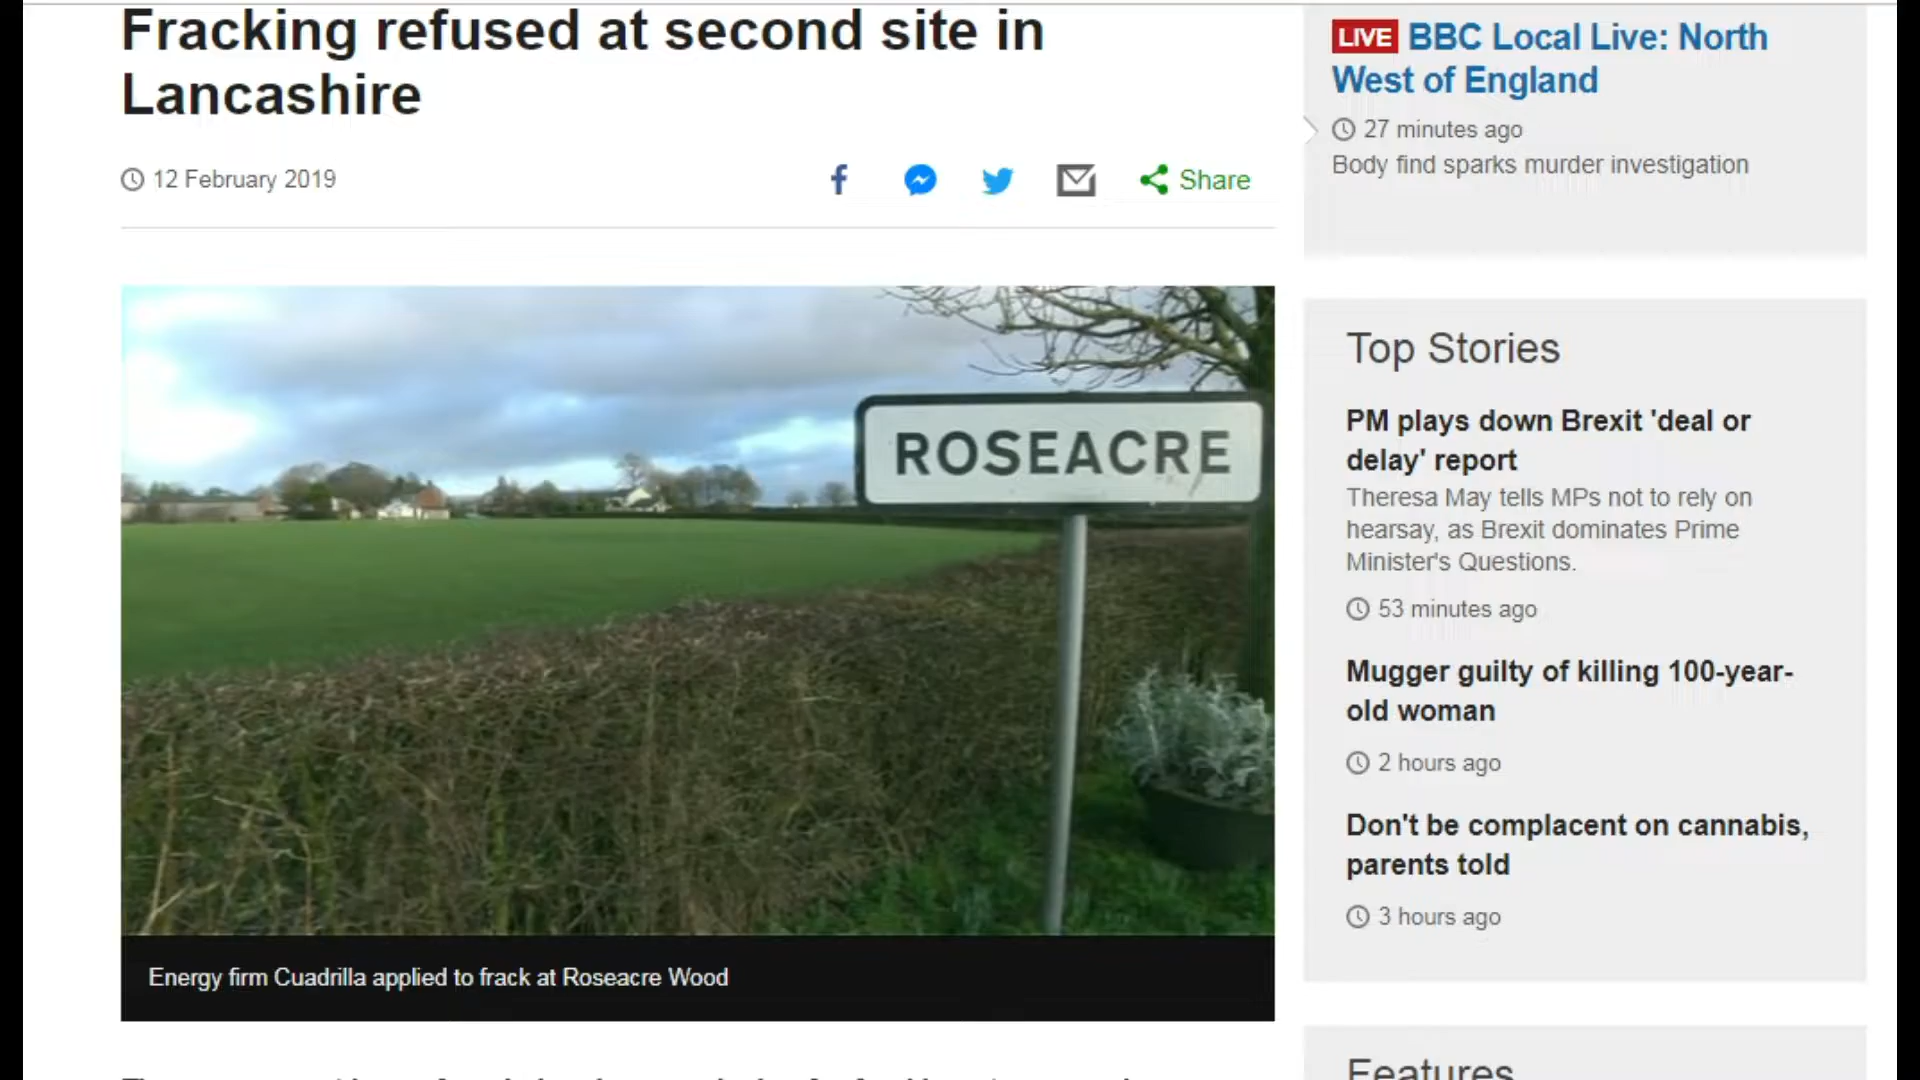 Fracking refused at second site in
Lancashire
12 February 2019
Share
ROSEACRE
Energy firm Cuadrilla applied to frack at Roseacre Wood
LIVE BBC Local Live: North
West of England
27 minutes ago
Body find sparks murder investigation
Top Stories
PM plays down Brexit 'deal or
delay' report
Theresa May tells MPs not to rely on
hearsay, as Brexit dominates Prime
Minister's Questions.
53 minutes ago
Mugger guilty of killing 100-year-
old woman
2 hours ago
Don't be complacent on cannabis,
parents told
3 hours ago
Features